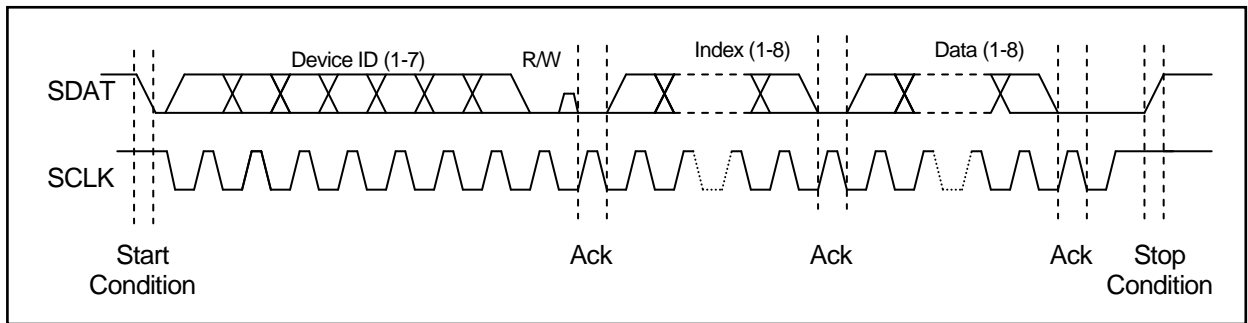 Device ID (1-7)
R/W
Index (1-8)
Data (1-8)
SDAT
SCLK
Start
Condition
Ack
Ack
Ack
Stop
Condition